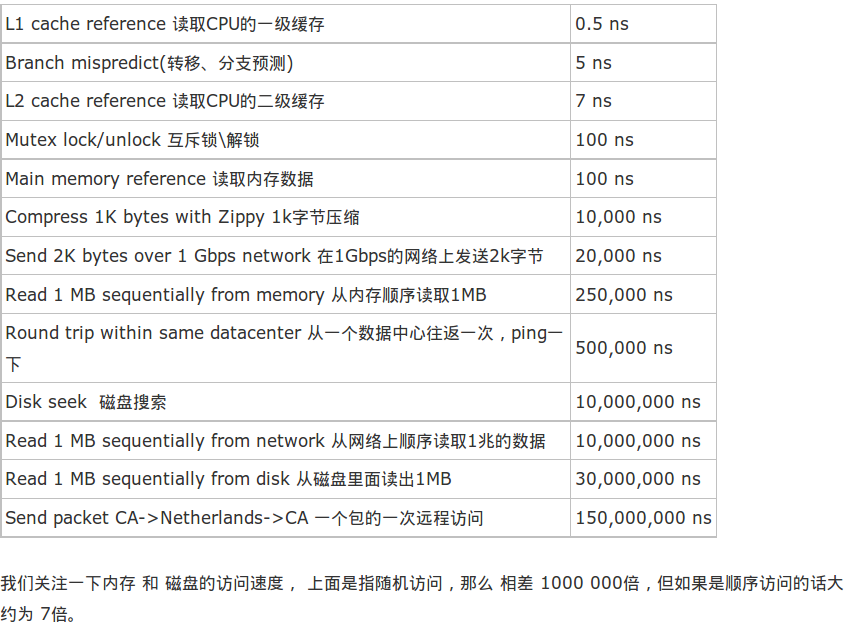 L1 cache reference 读取CPU的一级缓存 0.5 ns
Branch mispredict(转移、分支预测) 5 ns
L2 cache reference 读取CPU的二级缓存 7 ns
Mutex lock/unlock 互斥锁\解锁 100 ns
Main memory reference 读取内存数据 100 ns
Compress 1K bytes with Zippy 1k字节压缩 10,000 ns
Send 2K bytes over 1 Gbps network 在1Gbps的网络上发送2k字节 20,000 ns
Read 1 MB sequentially from memory 从内存顺序读取1MB 250,000 ns
Round trip within same datacenter 从一个数据中心往返一次，ping一
下 500,000 ns
Disk seek  磁盘搜索 10,000,000 ns
Read 1 MB sequentially from network 从网络上顺序读取1兆的数据 10,000,000 ns
Read 1 MB sequentially from disk 从磁盘里面读出1MB 30,000,000 ns
Send packet CA->Netherlands->CA 一个包的一次远程访问 150,000,000 ns
我们关注一下内存 和 磁盘的访问速度， 上面是指随机访问，那么 相差 1000 000倍，但如果是顺序访问的话大
约为 7倍。